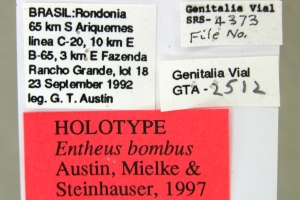 BRASIL: Rondonia
65 km S Ariquemes
linea C-20, 10 km E
B-65, 3 km E Fazenda
Rancho Grande, lot 18
23 September 1992
leg. G. T. Austin
Genitalia Vial
SRS- 4373
File No.
Genitalia Vial
GTA- 2512
HOLOTYPE
Entheus bombus
Austin, Mielke &
Steinhauser, 1997